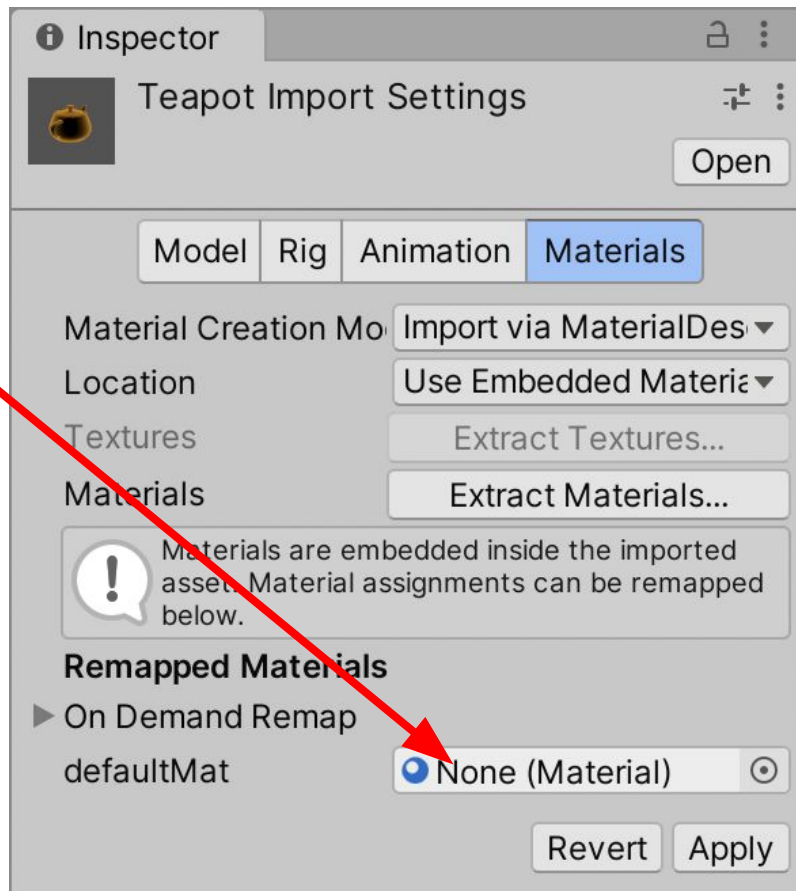 Inspector
Teapot Import Settings
Open
Model Rig Animation Materials
Material Creation Mo Import via MaterialDes
Location Use Embedded Materia
Textures Extract Textures...
Materials Extract Materials...
Materials are embedded inside the imported
asset. Material assignments can be remapped
below.
Remapped Materials
On Demand Remap
defaultMat None (Material)
Revert Apply